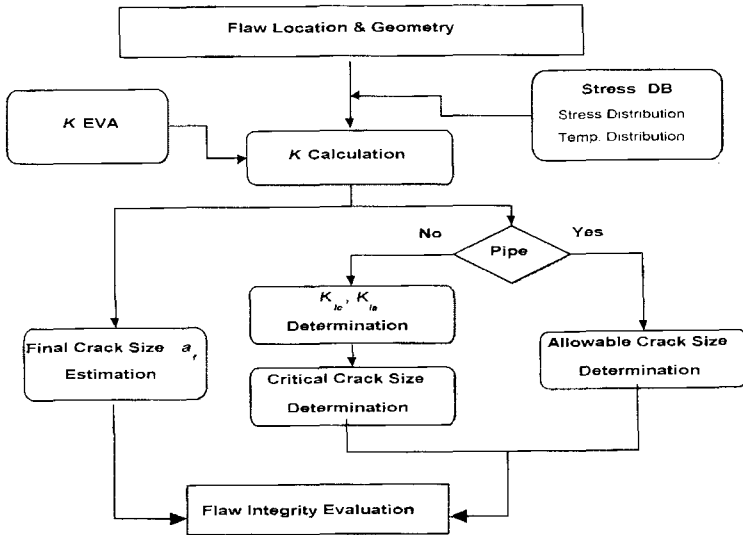 Flaw Location & Geometry
Stress DB
Stress Distribution
Temp. Distribution
K EVA
K Calculation
No
Yes
Pipe
K_Ic, K_Ia
Determination
Final Crack Size a_f
Estimation
Critical Crack Size
Determination
Allowable Crack Size
Determination
Flaw Integrity Evaluation